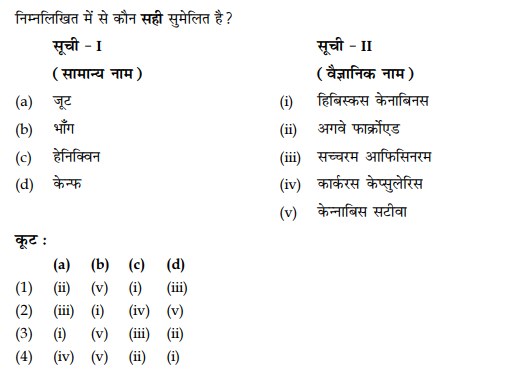 निम्नलिखित में से कौन सही सुमेलित है ?
सूची - I सूची - II
( सामान्य नाम ) ( वैज्ञानिक नाम )
(a) जूट (i) हिबिस्कस केनाबिनस
(b) भाँग (ii) अगवे फार्क्रोएड
(c) हेनिक्विन (iii) सच्चरम आफिसिनरम
(d) केन्फ (iv) कार्करस केप्सुलेरिस
(v) केन्नाबिस सटीवा
कूट :
(a) (b) (c) (d)
(1) (ii) (v) (i) (iii)
(2) (iii) (i) (iv) (v)
(3) (i) (v) (iii) (ii)
(4) (iv) (v) (ii) (i)